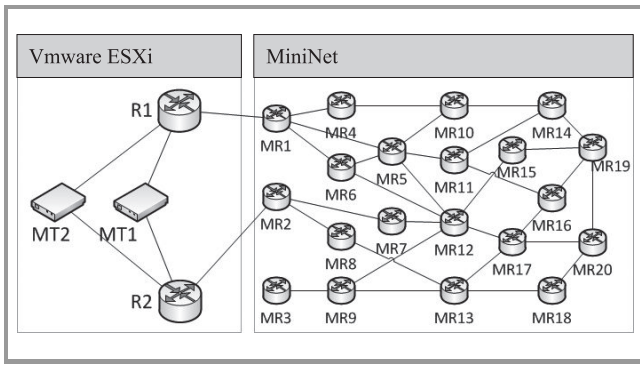 Vmware ESXi
MiniNet
R1
MT2
MT1
R2
MR1
MR4
MR10
MR14
MR19
MR6
MR5
MR11
MR15
MR2
MR16
MR8
MR7
MR12
MR17
MR20
MR3
MR9
MR13
MR18